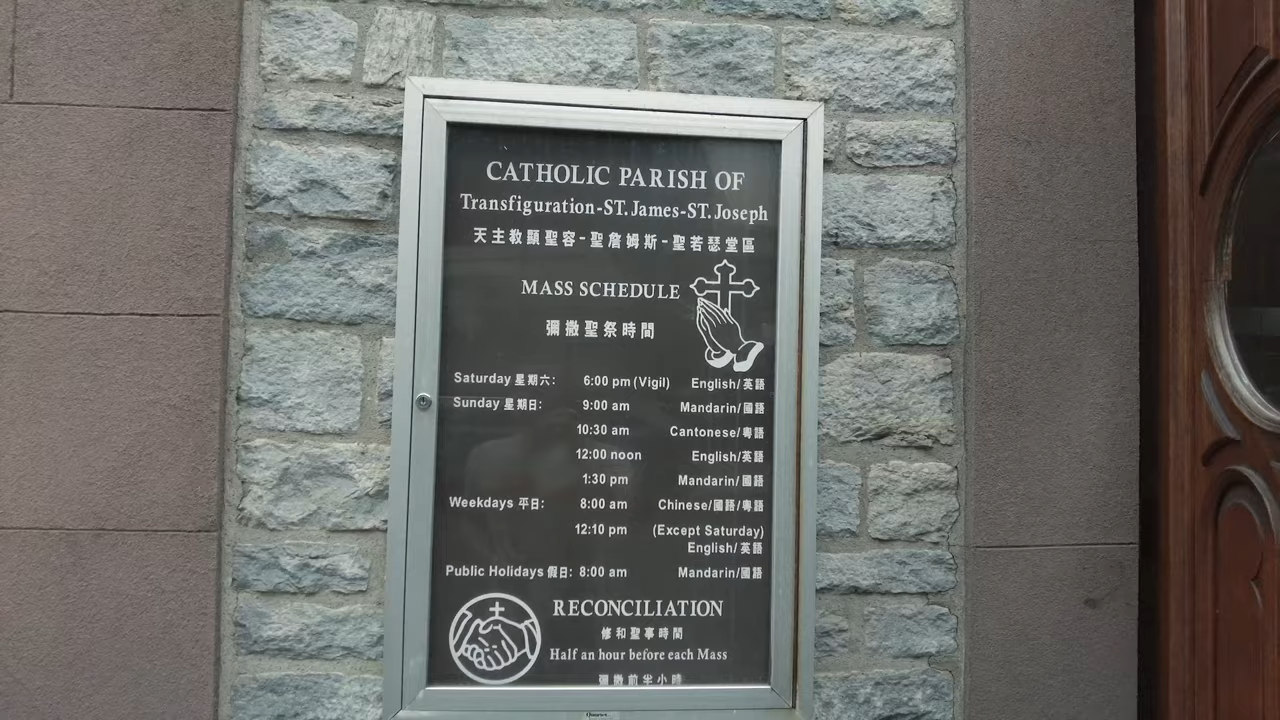 CATHOLIC PARISH OF
Transfiguration-ST. James-ST. Joseph
天主教顯聖容-聖詹姆斯-聖若瑟堂區
MASS SCHEDULE
彌撒聖祭時間
Saturday 星期六: 6:00 pm (Vigil) English/英語
Sunday 星期日: 9:00 am Mandarin/國語
10:30 am Cantonese/粵語
12:00 noon English/英語
1:30 pm Mandarin/國語
Weekdays 平日: 8:00 am Chinese/國語/粵語
12:10 pm (Except Saturday)
English/英語
Public Holidays 假日: 8:00 am Mandarin/國語
RECONCILIATION
修和聖事時間
Half an hour before each Mass
彌撒前半小時